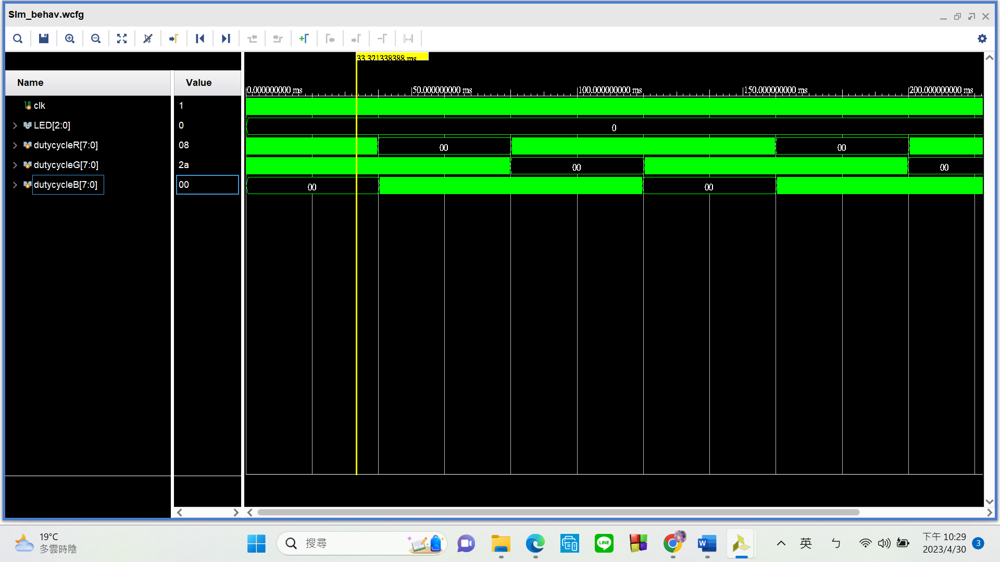 SIm_behav.wcfg
33.321338388 ms
Name
Value
0.000000000 ms
50.000000000 ms
100.000000000 ms
150.000000000 ms
200.000000000 ms
clk
1
LED[2:0]
0
0
dutycycleR[7:0]
08
00
00
dutycycleG[7:0]
2a
00
00
dutycycleB[7:0]
00
00
00
19°C
多雲時陰
搜尋
LINE
W
英
ㄅ
下午 10:29
2023/4/30
3